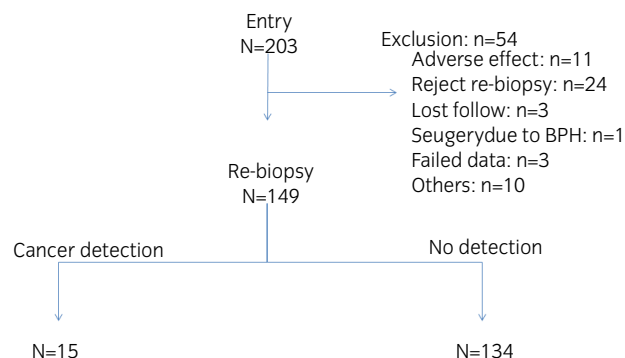 Entry
N=203
Exclusion: n=54
Adverse effect: n=11
Reject re-biopsy: n=24
Lost follow: n=3
Seugerydue to BPH: n=1
Failed data: n=3
Others: n=10
Re-biopsy
N=149
Cancer detection
No detection
N=15
N=134